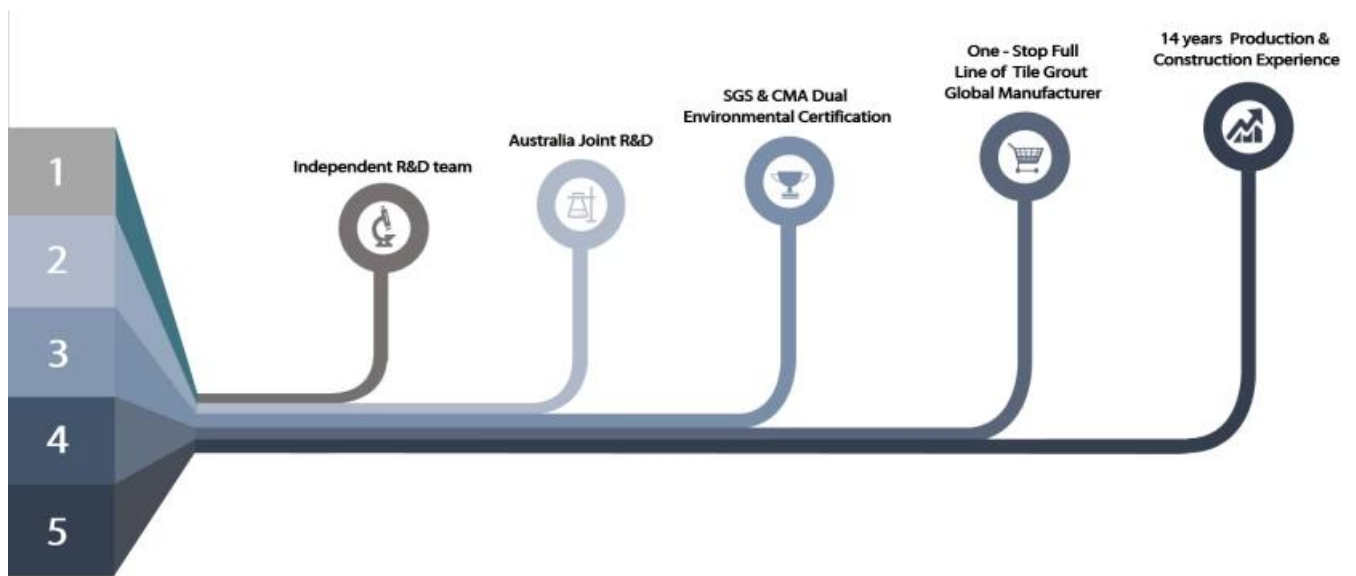 1
2
3
4
5
Independent R&D team
Australia Joint R&D
SGS & CMA Dual
Environmental Certification
One - Stop Full
Line of Tile Grout
Global Manufacturer
14 years Production &
Construction Experience